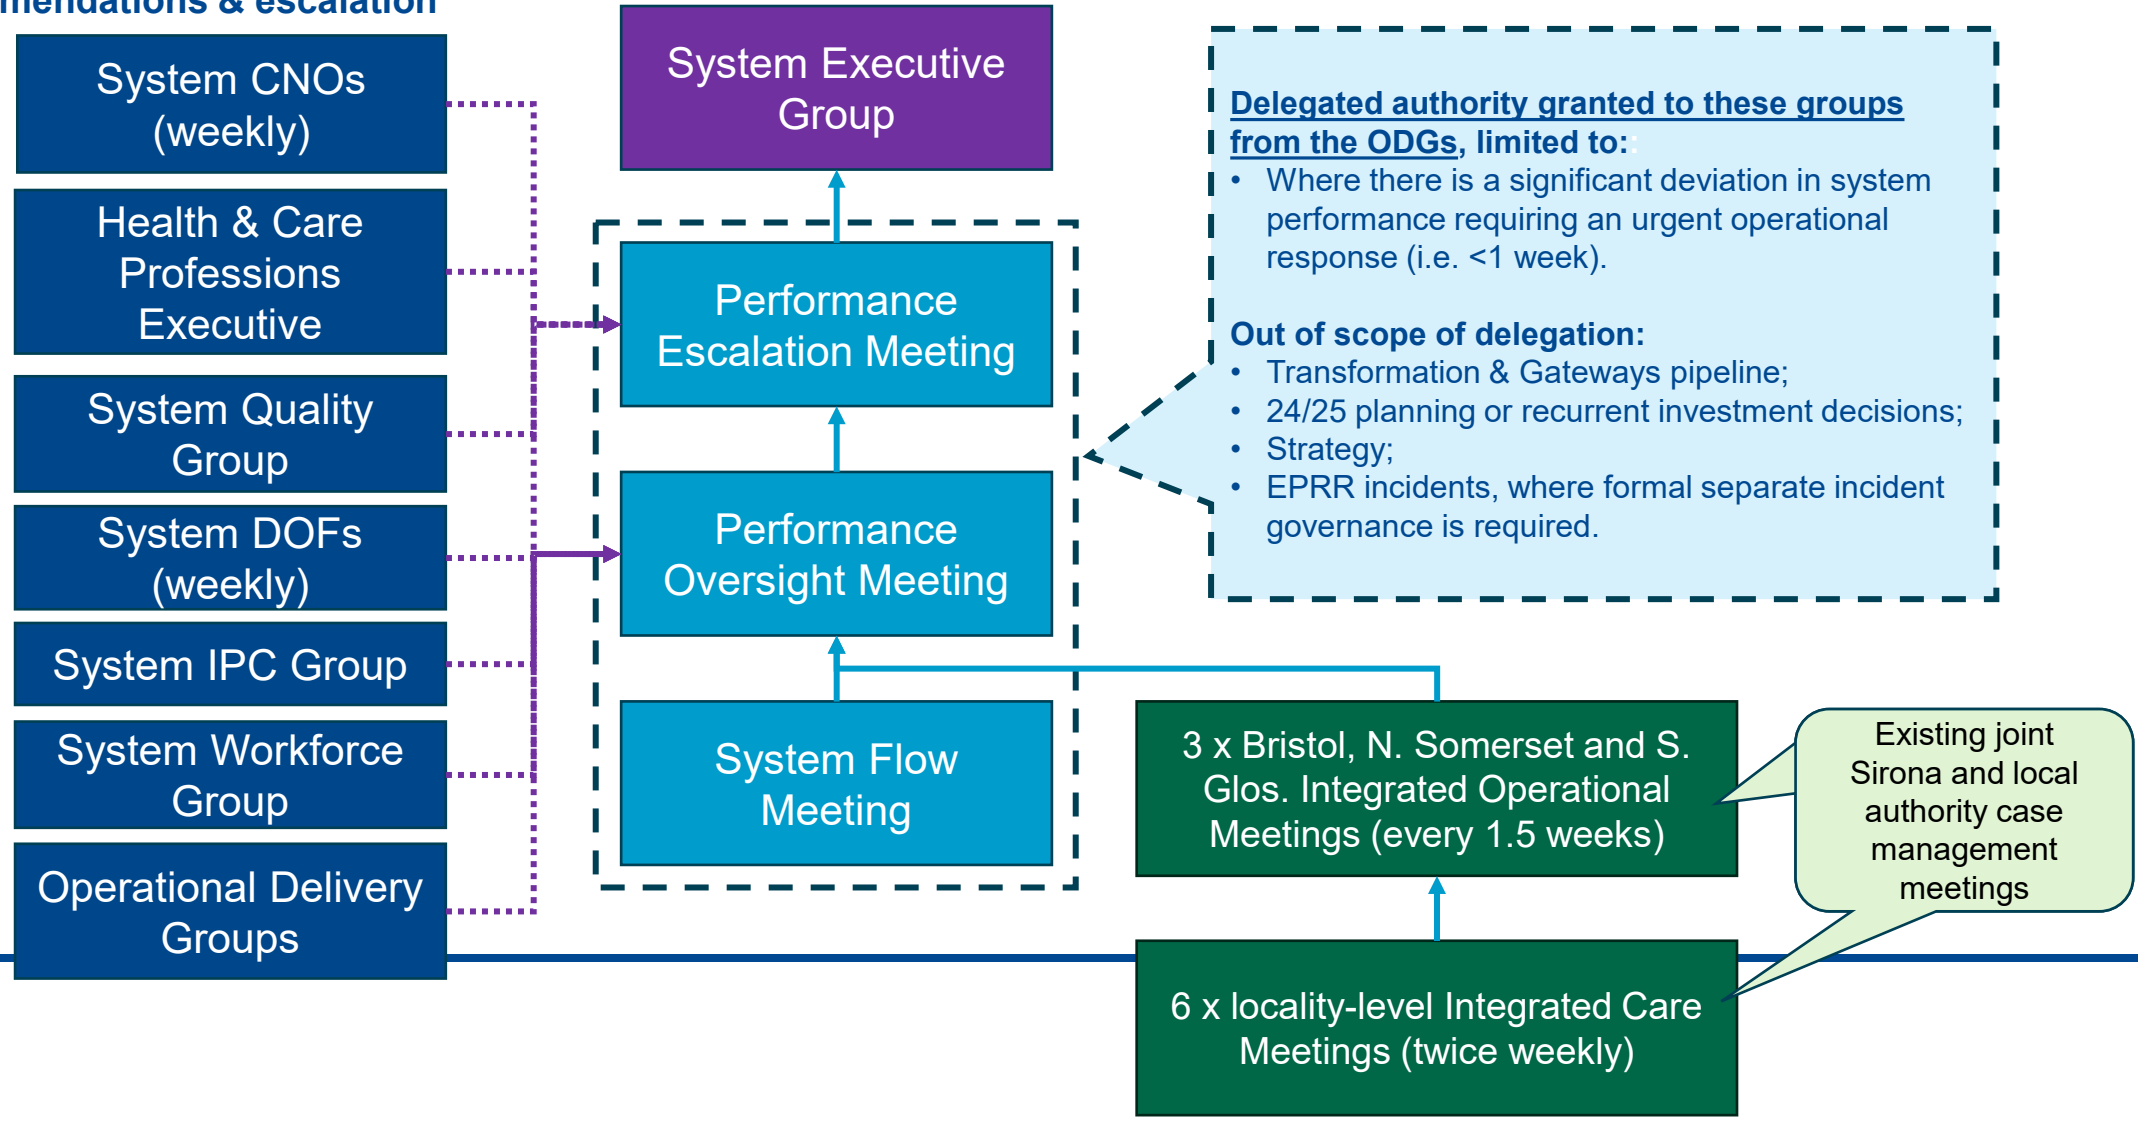 & escalation
System CNOs
(weekly)
Health & Care
Professions
Executive
System Quality
Group
System DOFs
(weekly)
System IPC Group
System Workforce
Group
Operational Delivery
Groups
System Executive
Group
Performance
Escalation Meeting
Performance
Oversight Meeting
System Flow
Meeting
Delegated authority granted to these groups
from the ODGs, limited to:
• Where there is a significant deviation in system
performance requiring an urgent operational
response (i.e. <1 week).
Out of scope of delegation:
• Transformation & Gateways pipeline;
• 24/25 planning or recurrent investment decisions;
• Strategy;
• EPRR incidents, where formal separate incident
governance is required.
3 x Bristol, N. Somerset and S.
Glos. Integrated Operational
Meetings (every 1.5 weeks)
6 x locality-level Integrated Care
Meetings (twice weekly)
Existing joint
Sirona and local
authority case
management
meetings